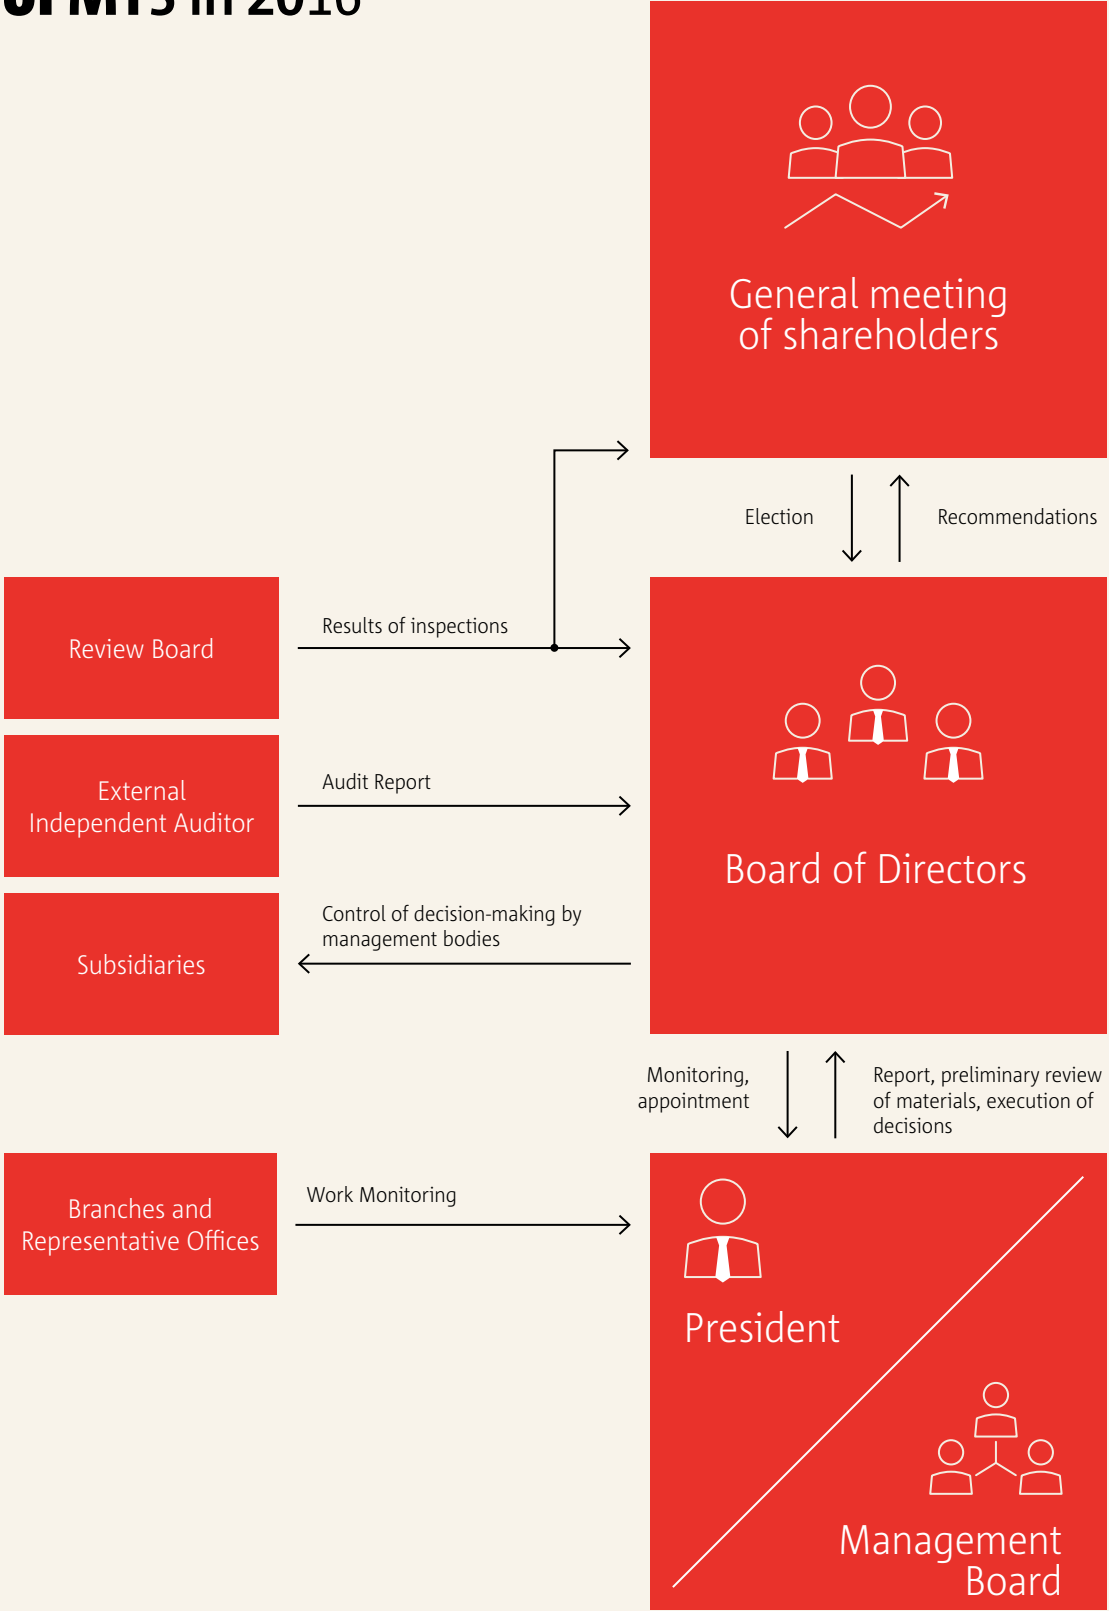 in 2016
General meeting
of shareholders
Election
Recommendations
Review Board
Results of inspections
External
Independent Auditor
Audit Report
Board of Directors
Subsidiaries
Control of decision-making by
management bodies
Monitoring,
appointment
Report, preliminary review
of materials, execution of
decisions
Branches and
Representative Offices
Work Monitoring
President
Management
Board